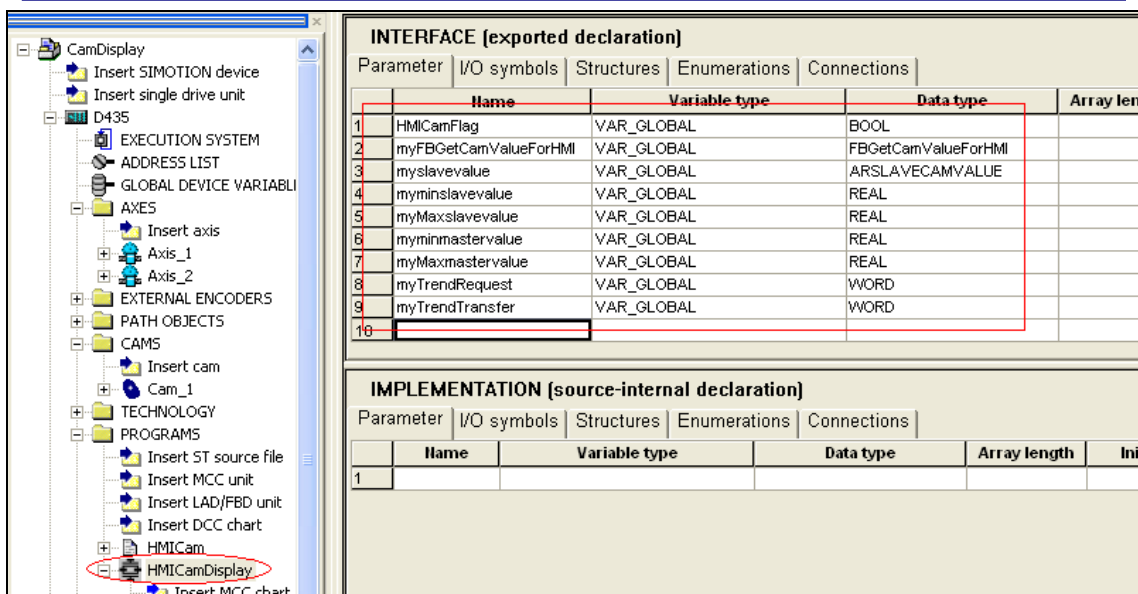 CamDisplay
Insert SIMOTION device
Insert single drive unit
D435
EXECUTION SYSTEM
ADDRESS LIST
GLOBAL DEVICE VARIABLI
AXES
Insert axis
Axis_1
Axis_2
EXTERNAL ENCODERS
PATH OBJECTS
CAMS
Insert cam
Cam_1
TECHNOLOGY
PROGRAMS
Insert ST source file
Insert MCC unit
Insert LAD/FBD unit
Insert DCC chart
HMICam
HMICamDisplay
Insert MCC chart
INTERFACE (exported declaration)
Parameter I/O symbols Structures Enumerations Connections
Name Variable type Data type Array len
1 HMICamFlag VAR_GLOBAL BOOL
2 myFBGetCamValueForHMI VAR_GLOBAL FBGetCamValueForHMI
3 myslavevalue VAR_GLOBAL ARSLAVECAMVALUE
4 myminslavevalue VAR_GLOBAL REAL
5 myMaxslavevalue VAR_GLOBAL REAL
6 myminmastervalue VAR_GLOBAL REAL
7 myMaxmastervalue VAR_GLOBAL REAL
8 myTrendRequest VAR_GLOBAL WORD
9 myTrendTransfer VAR_GLOBAL WORD
10
IMPLEMENTATION (source-internal declaration)
Parameter I/O symbols Structures Enumerations Connections
Name Variable type Data type Array length Ini
1